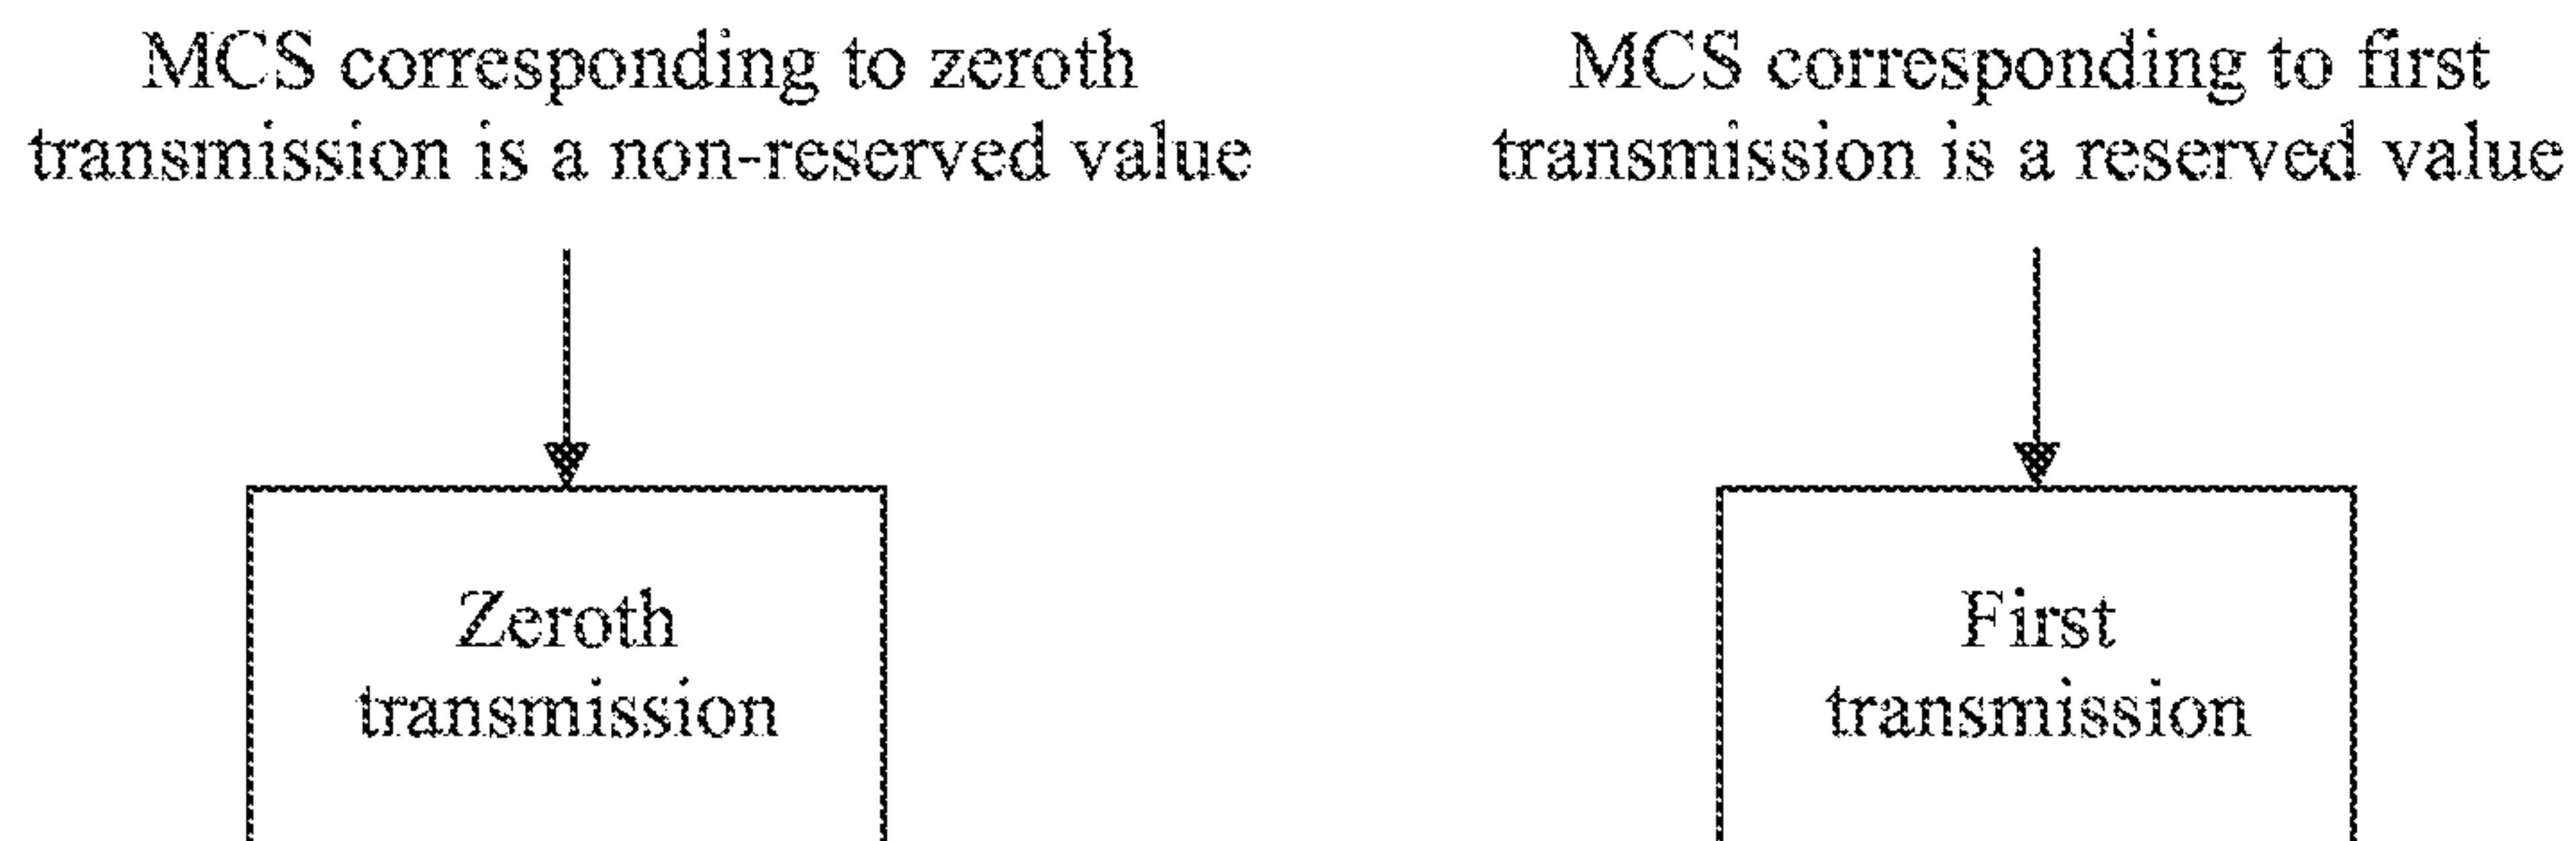 MCS corresponding to zeroth
transmission is a non-reserved value
MCS corresponding to first
transmission is a reserved value
Zeroth
transmission
First
transmission